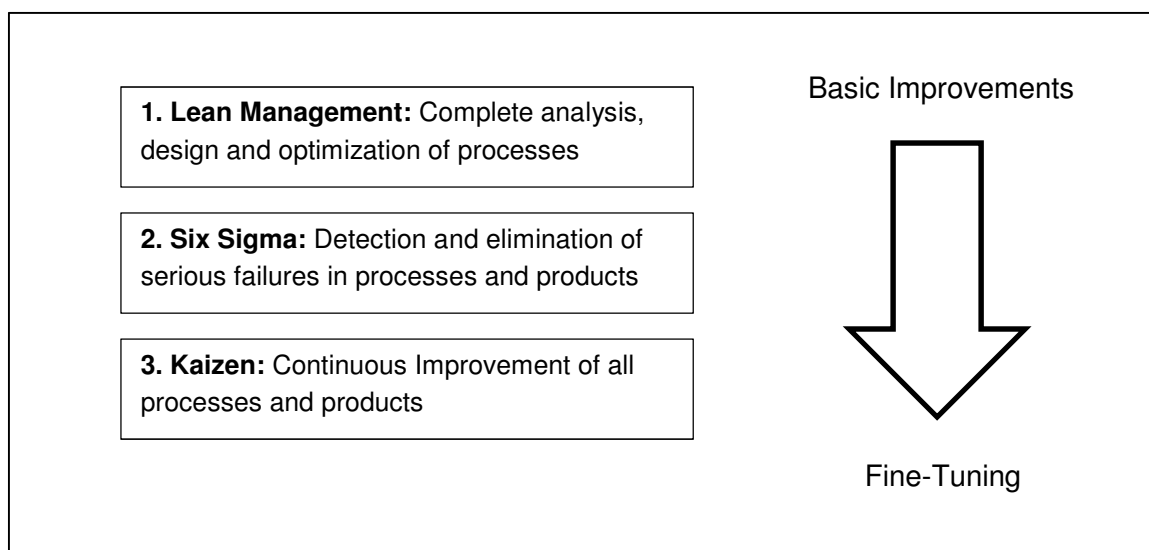 1. Lean Management: Complete analysis,
design and optimization of processes
2. Six Sigma: Detection and elimination of
serious failures in processes and products
3. Kaizen: Continuous Improvement of all
processes and products
Basic Improvements
Fine-Tuning